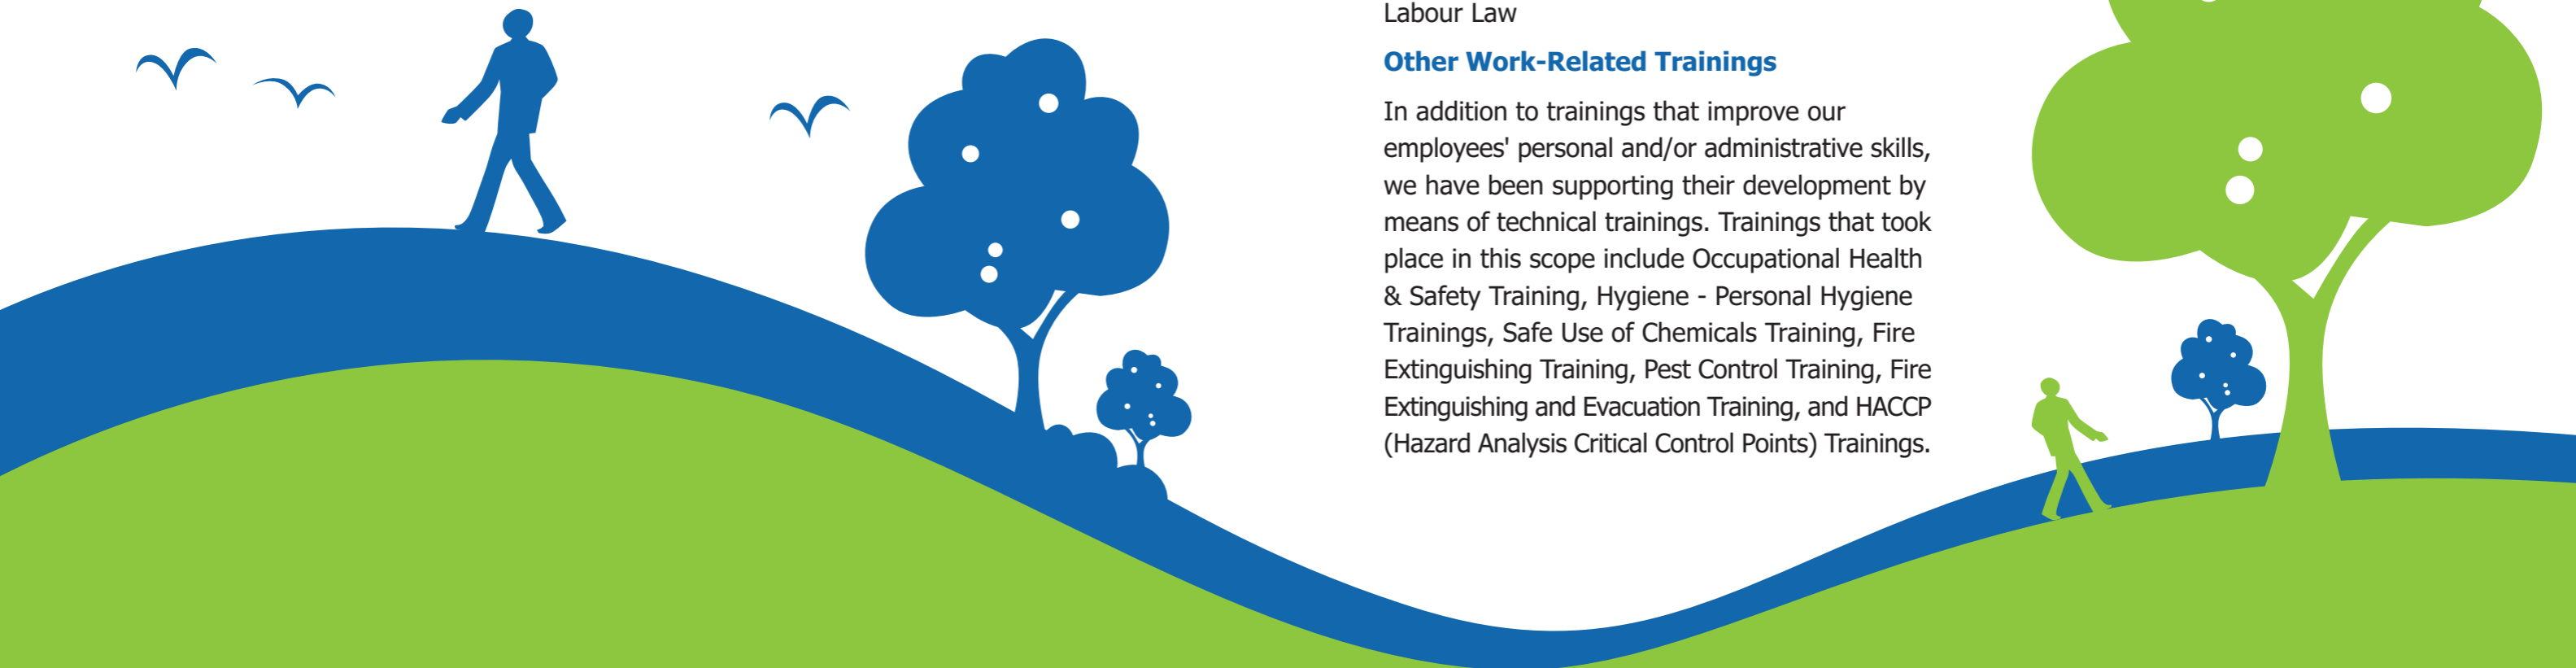 Labour Law
Other Work-Related Trainings
In addition to trainings that improve our
employees' personal and/or administrative skills,
we have been supporting their development by
means of technical trainings. Trainings that took
place in this scope include Occupational Health
& Safety Training, Hygiene - Personal Hygiene
Trainings, Safe Use of Chemicals Training, Fire
Extinguishing Training, Pest Control Training, Fire
Extinguishing and Evacuation Training, and HACCP
(Hazard Analysis Critical Control Points) Trainings.